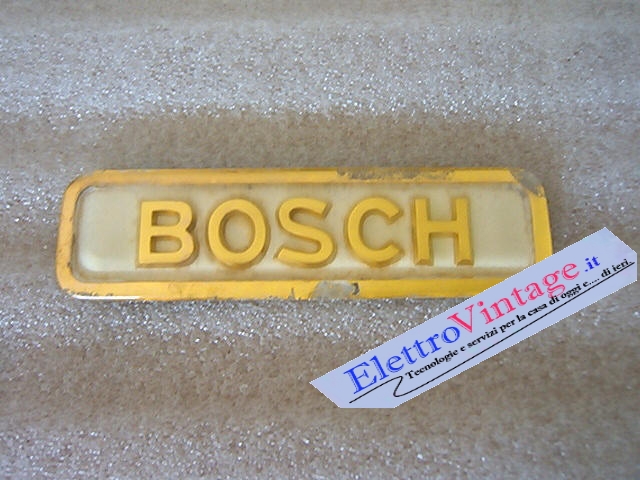 BOSCH
ElettroVintage.it
Tecnologie e servizi per la casa di oggi e.... di ieri..